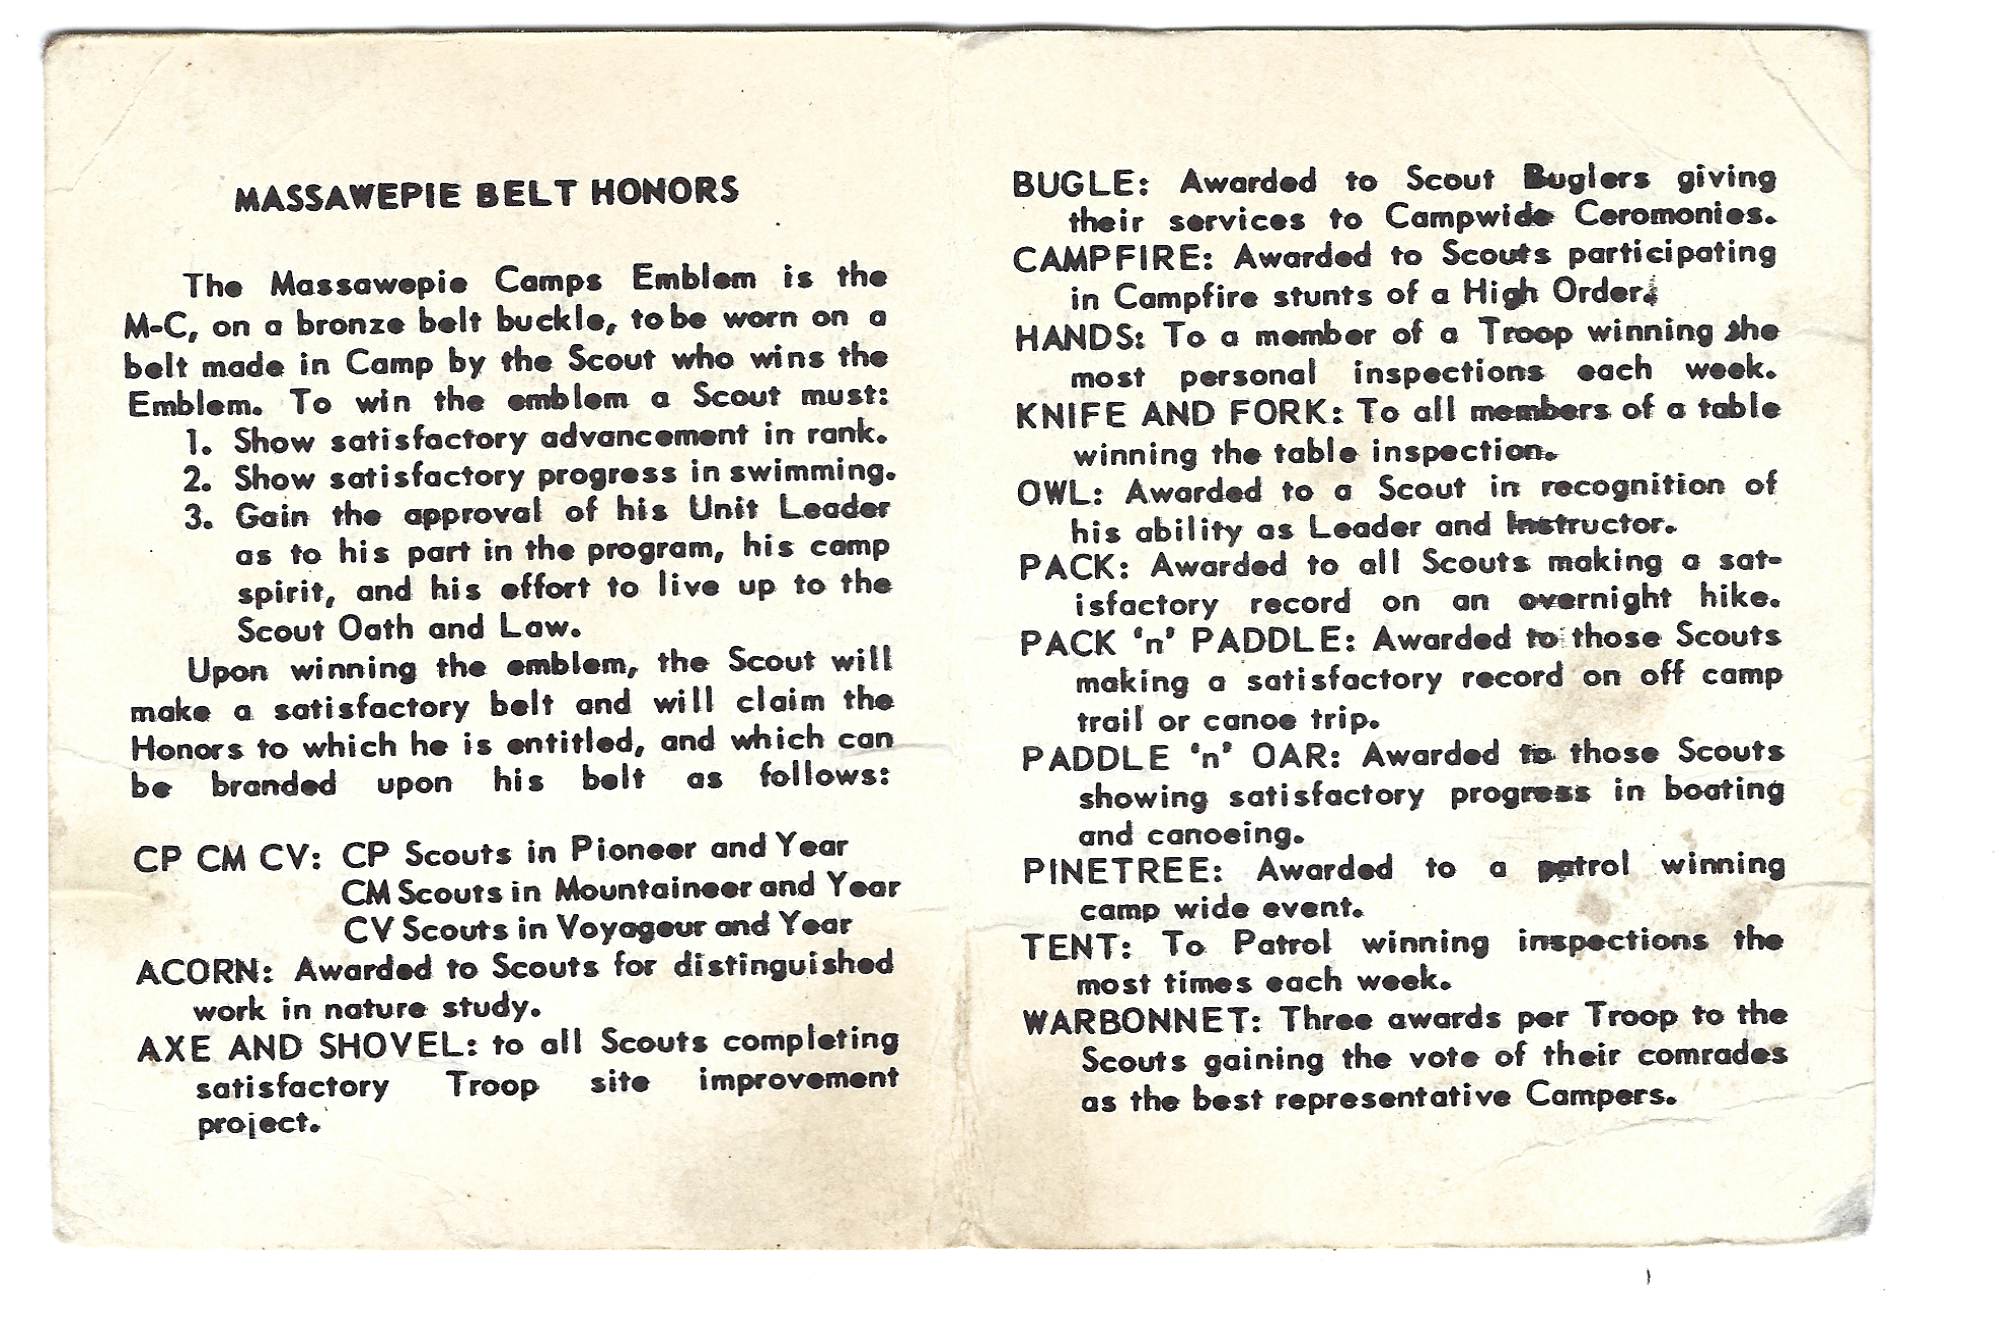 MASSAWEPIE BELT HONORS
The Massawepie Camps Emblem is the
M-C, on a bronze belt buckle, to be worn on a
belt made in Camp by the Scout who wins the
Emblem. To win the emblem a Scout must:
1. Show satisfactory advancement in rank.
2. Show satisfactory progress in swimming.
3. Gain the approval of his Unit Leader
as to his part in the program, his camp
spirit, and his effort to live up to the
Scout Oath and Law.
Upon winning the emblem, the Scout will
make a satisfactory belt and will claim the
Honors to which he is entitled, and which can
be branded upon his belt as follows:
CP CM CV: CP Scouts in Pioneer and Year
CM Scouts in Mountaineer and Year
CV Scouts in Voyageur and Year
ACORN: Awarded to Scouts for distinguished
work in nature study.
AXE AND SHOVEL: to all Scouts completing
satisfactory Troop site improvement
project.
BUGLE: Awarded to Scout Buglers giving
their services to Campwide Ceromonies.
CAMPFIRE: Awarded to Scouts participating
in Campfire stunts of a High Order.
HANDS: To a member of a Troop winning the
most personal inspections each week.
KNIFE AND FORK: To all members of a table
winning the table inspection.
OWL: Awarded to a Scout in recognition of
his ability as Leader and Instructor.
PACK: Awarded to all Scouts making a sat-
isfactory record on an overnight hike.
PACK 'n' PADDLE: Awarded to those Scouts
making a satisfactory record on off camp
trail or canoe trip.
PADDLE 'n' OAR: Awarded to those Scouts
showing satisfactory progress in boating
and canoeing.
PINETREE: Awarded to a patrol winning
camp wide event.
TENT: To Patrol winning inspections the
most times each week.
WARBONNET: Three awards per Troop to the
Scouts gaining the vote of their comrades
as the best representative Campers.